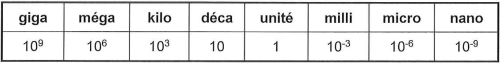 giga méga kilo déca unité milli micro nano
10⁹ 10⁶ 10³ 10 1 10⁻³ 10⁻⁶ 10⁻⁹